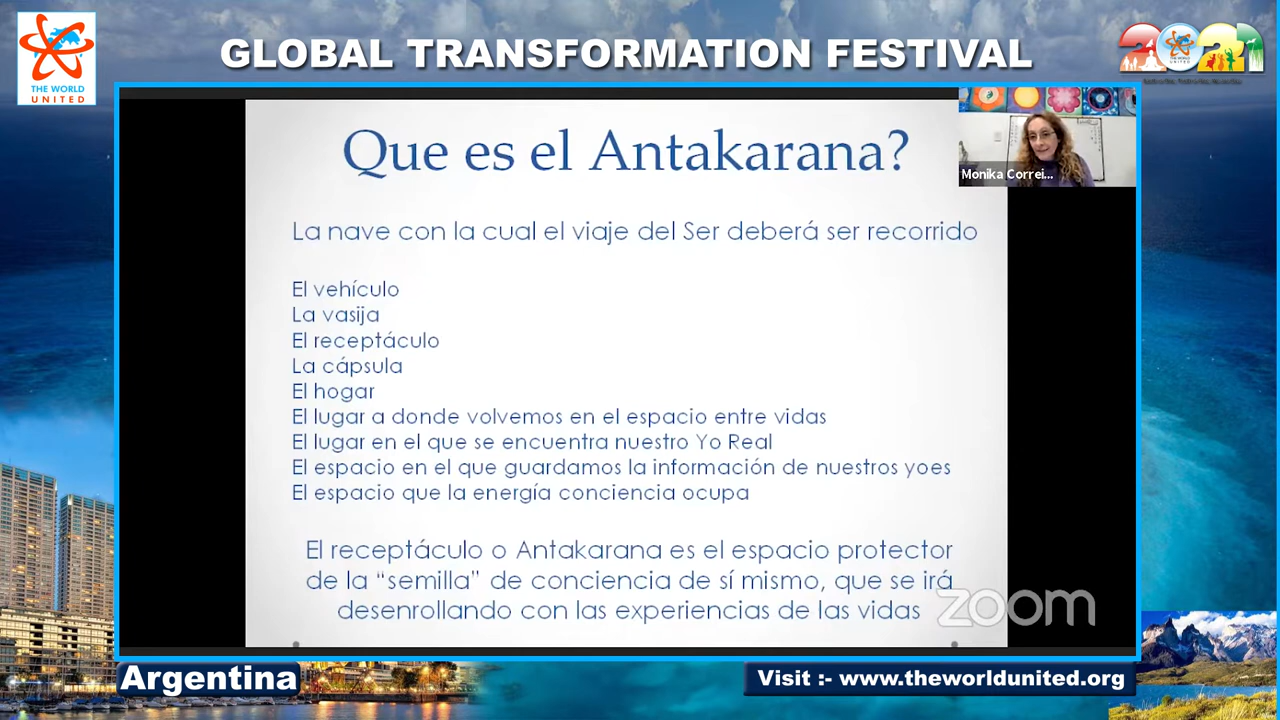 GLOBAL TRANSFORMATION FESTIVAL
THE WORLD
UNITED
2021
Que es el Antakarana?
Monika Correi...
La nave con la cual el viaje del Ser deberá ser recorrido
El vehículo
La vasija
El receptáculo
La cápsula
El hogar
El lugar a donde volvemos en el espacio entre vidas
El lugar en el que se encuentra nuestro Yo Real
El espacio en el que guardamos la información de nuestros yoes
El espacio que la energía conciencia ocupa
El receptáculo o Antakarana es el espacio protector
de la “semilla” de conciencia de sí mismo, que se irá
desenrollando con las experiencias de las vidas
zoom
Argentina
Visit :- www.theworldunited.org